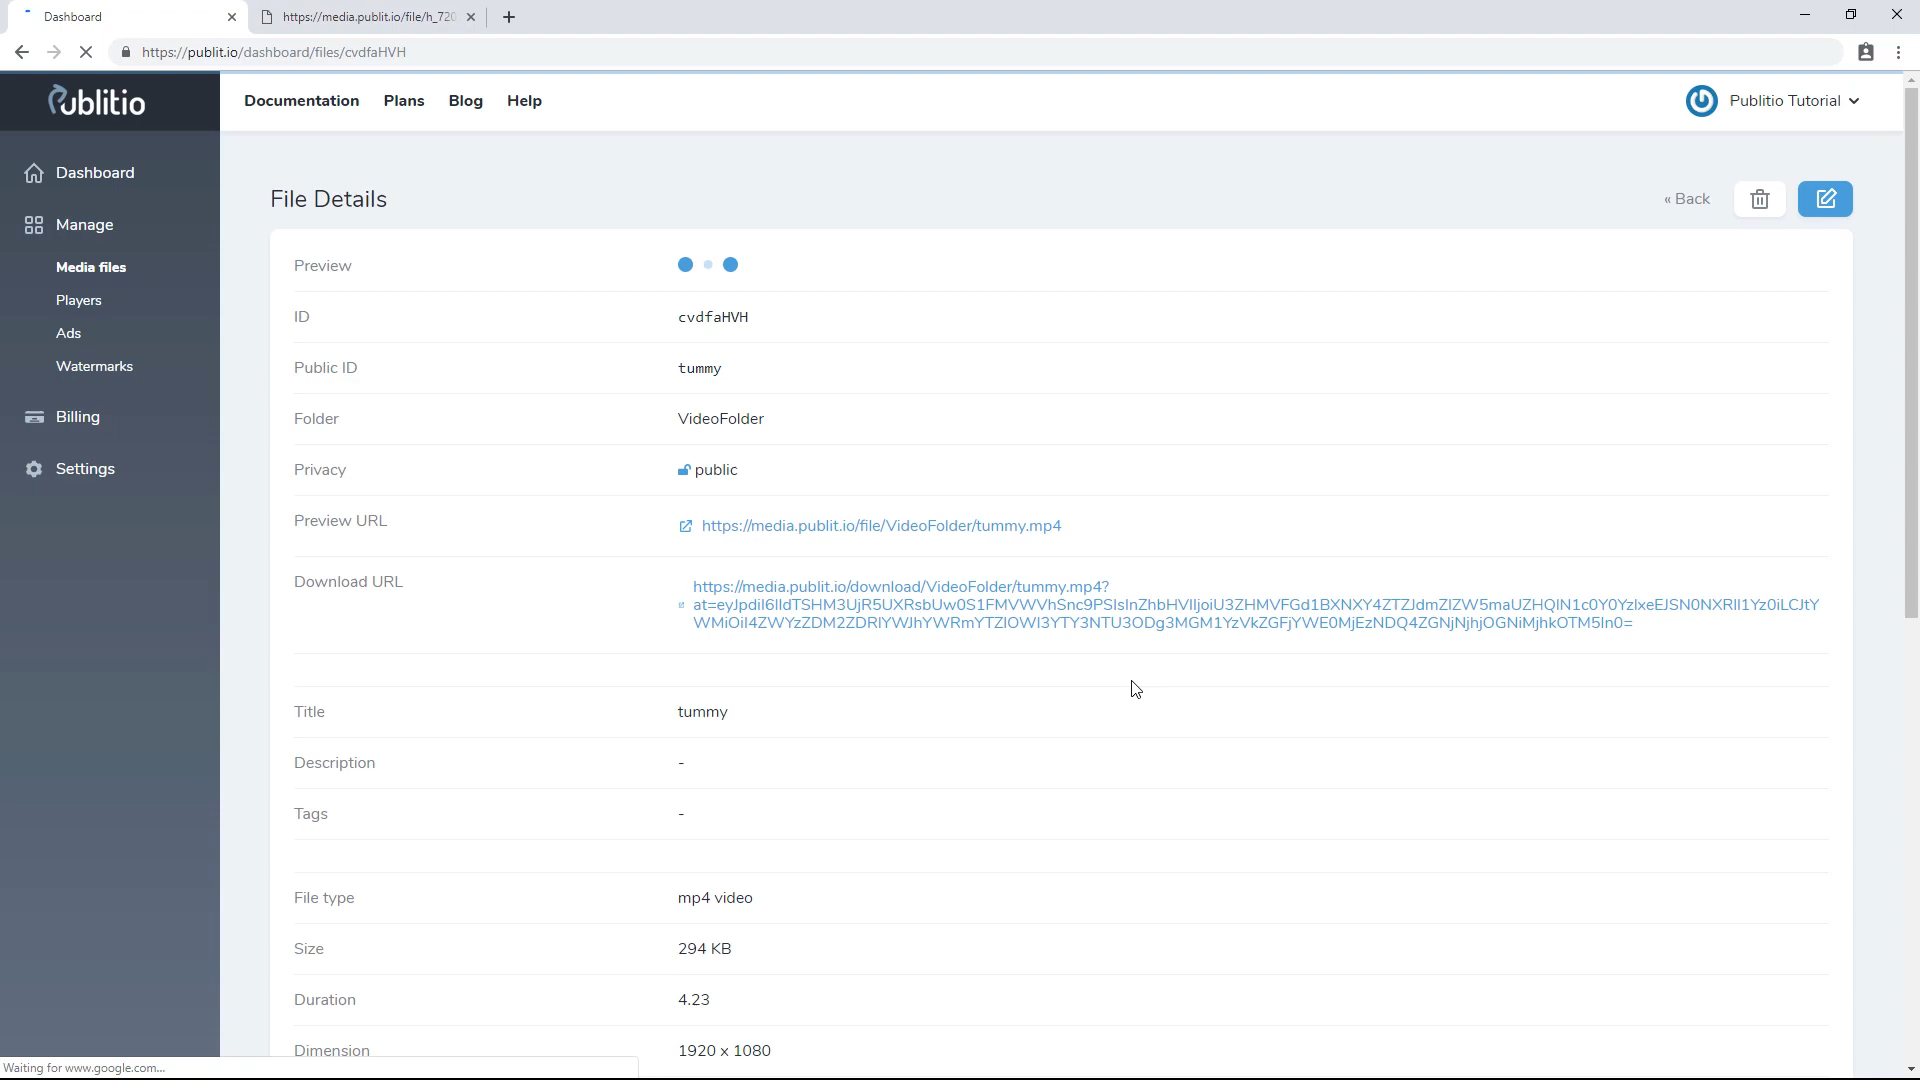 Dashboard
https://media.publit.io/file/h_720
https://publit.io/dashboard/files/cvdfaHVH
Publitio
Documentation
Plans
Blog
Help
Publitio Tutorial
Dashboard
Manage
Media files
Players
Ads
Watermarks
Billing
Settings
File Details
« Back
Preview
ID
cvdfaHVH
Public ID
tummy
Folder
VideoFolder
Privacy
public
Preview URL
https://media.publit.io/file/VideoFolder/tummy.mp4
Download URL
https://media.publit.io/download/VideoFolder/tummy.mp4?
Title
tummy
Description
-
Tags
-
File type
mp4 video
Size
294 KB
Duration
4.23
Dimension
1920 x 1080
Waiting for www.google.com...